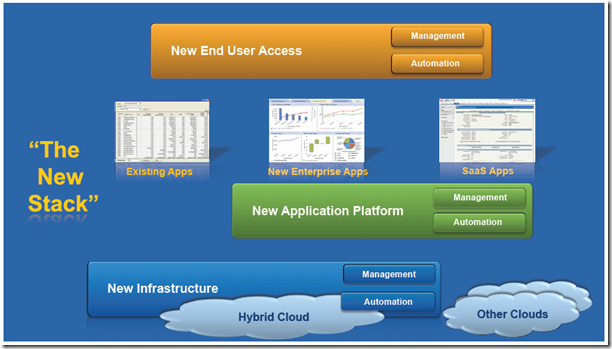 New End User Access
Management
Automation
Existing Apps
New Enterprise Apps
SaaS Apps
“The
New
Stack”
New Application Platform
Management
Automation
New Infrastructure
Management
Automation
Hybrid Cloud
Other Clouds